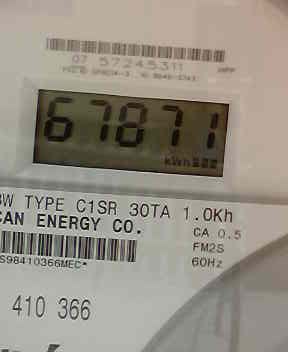 07 57245311
67871
kWh
W TYPE C1SR 30TA 1.0Kh
CAN ENERGY CO.
CA 0.5
FM2S
60Hz
S98410366MEC*
410 366